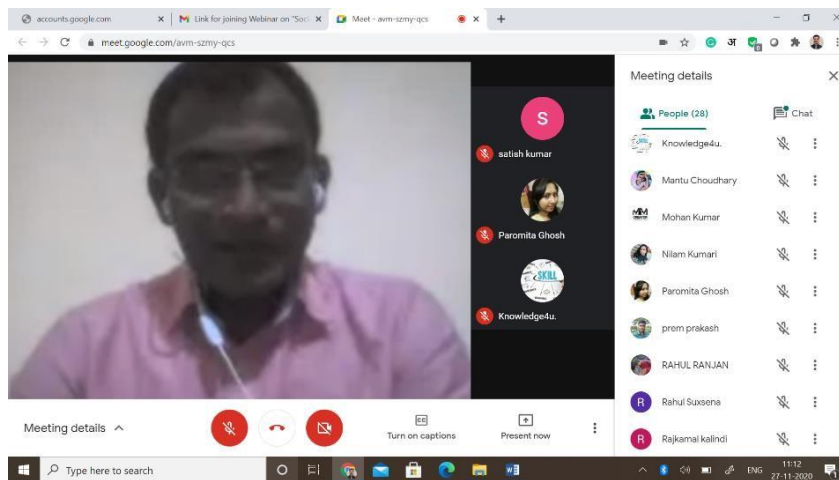 accounts.google.com
Link for joining Webinar on "Soci
Meet - avm-szmy-qcs
meet.google.com/avm-szmy-qcs
अ
Meeting details
People (28)
Chat
S
satish kumar
Paromita Ghosh
SKILL
Knowledge4u.
Knowledge4u.
Mantu Choudhary
Mohan Kumar
Nilam Kumari
Paromita Ghosh
prem prakash
RAHUL RANJAN
R
Rahul Suxsena
R
Rajkamal kalindi
Meeting details
Turn on captions
Present now
Type here to search
ENG
11:12
27-11-2020